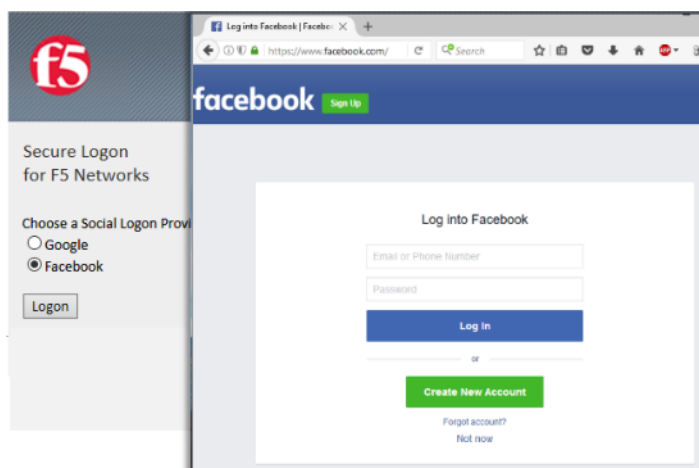 f5
Secure Logon
for F5 Networks
Choose a Social Logon Provi
Google
Facebook
Logon
Log into Facebook | Faceboo
https://www.facebook.com/
Search
ABP
facebook
Sign Up
Log into Facebook
Email or Phone Number
Password
Log In
or
Create New Account
Forgot account?
Not now